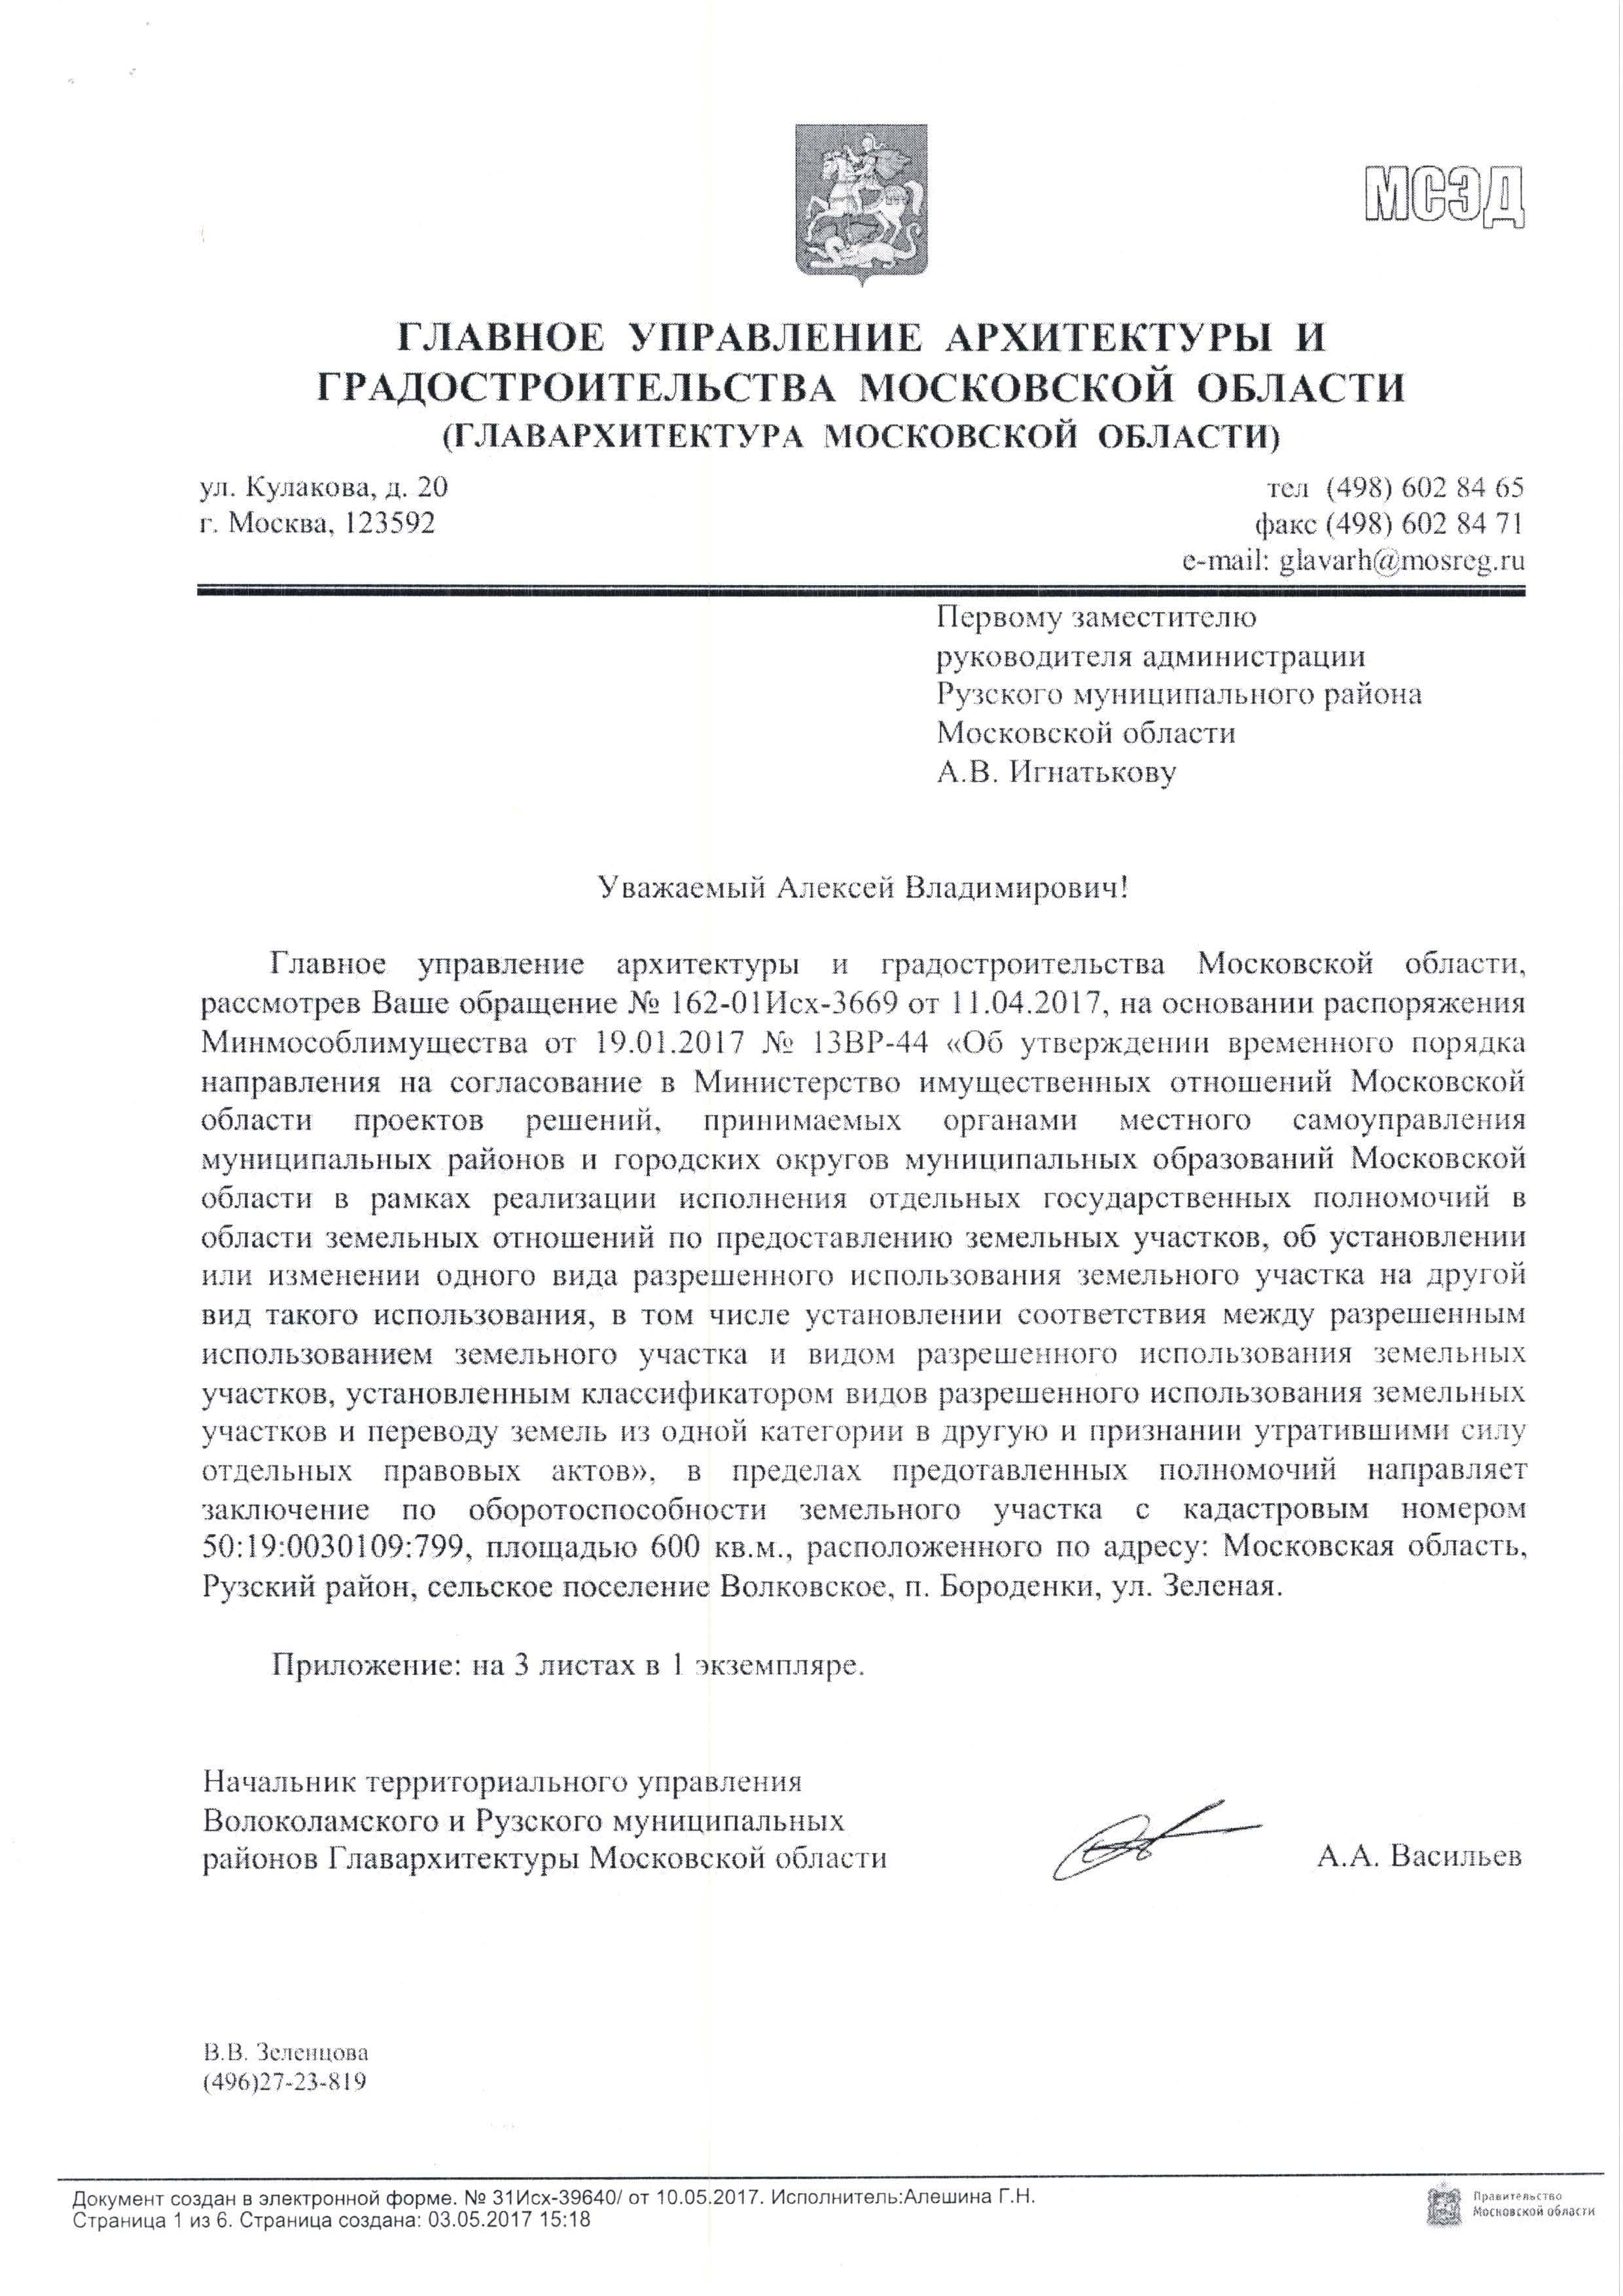 МСЭД
ГЛАВНОЕ УПРАВЛЕНИЕ АРХИТЕКТУРЫ И
ГРАДОСТРОИТЕЛЬСТВА МОСКОВСКОЙ ОБЛАСТИ
(ГЛАВАРХИТЕКТУРА МОСКОВСКОЙ ОБЛАСТИ)
ул. Кулакова, д. 20
г. Москва, 123592
тел (498) 602 84 65
факс (498) 602 84 71
e-mail: glavarh@mosreg.ru
Первому заместителю
руководителя администрации
Рузского муниципального района
Московской области
А.В. Игнатькову
Уважаемый Алексей Владимирович!
Главное управление архитектуры и градостроительства Московской области,
рассмотрев Ваше обращение № 162-01Исх-3669 от 11.04.2017, на основании распоряжения
Минмособлимущества от 19.01.2017 № 13ВР-44 «Об утверждении временного порядка
направления на согласование в Министерство имущественных отношений Московской
области проектов решений, принимаемых органами местного самоуправления
муниципальных районов и городских округов муниципальных образований Московской
области в рамках реализации исполнения отдельных государственных полномочий в
области земельных отношений по предоставлению земельных участков, об установлении
или изменении одного вида разрешенного использования земельного участка на другой
вид такого использования, в том числе установлении соответствия между разрешенным
использованием земельного участка и видом разрешенного использования земельных
участков, установленным классификатором видов разрешенного использования земельных
участков и переводу земель из одной категории в другую и признании утратившими силу
отдельных правовых актов», в пределах предотавленных полномочий направляет
заключение по оборотоспособности земельного участка с кадастровым номером
50:19:0030109:799, площадью 600 кв.м., расположенного по адресу: Московская область,
Рузский район, сельское поселение Волковское, п. Бороденки, ул. Зеленая.
Приложение: на 3 листах в 1 экземпляре.
Начальник территориального управления
Волоколамского и Рузского муниципальных
районов Главархитектуры Московской области
А.А. Васильев
В.В. Зеленцова
(496)27-23-819
Документ создан в электронной форме. № 31Исх-39640/ от 10.05.2017. Исполнитель:Алешина Г.Н.
Страница 1 из 6. Страница создана: 03.05.2017 15:18
Правительство
Московской области